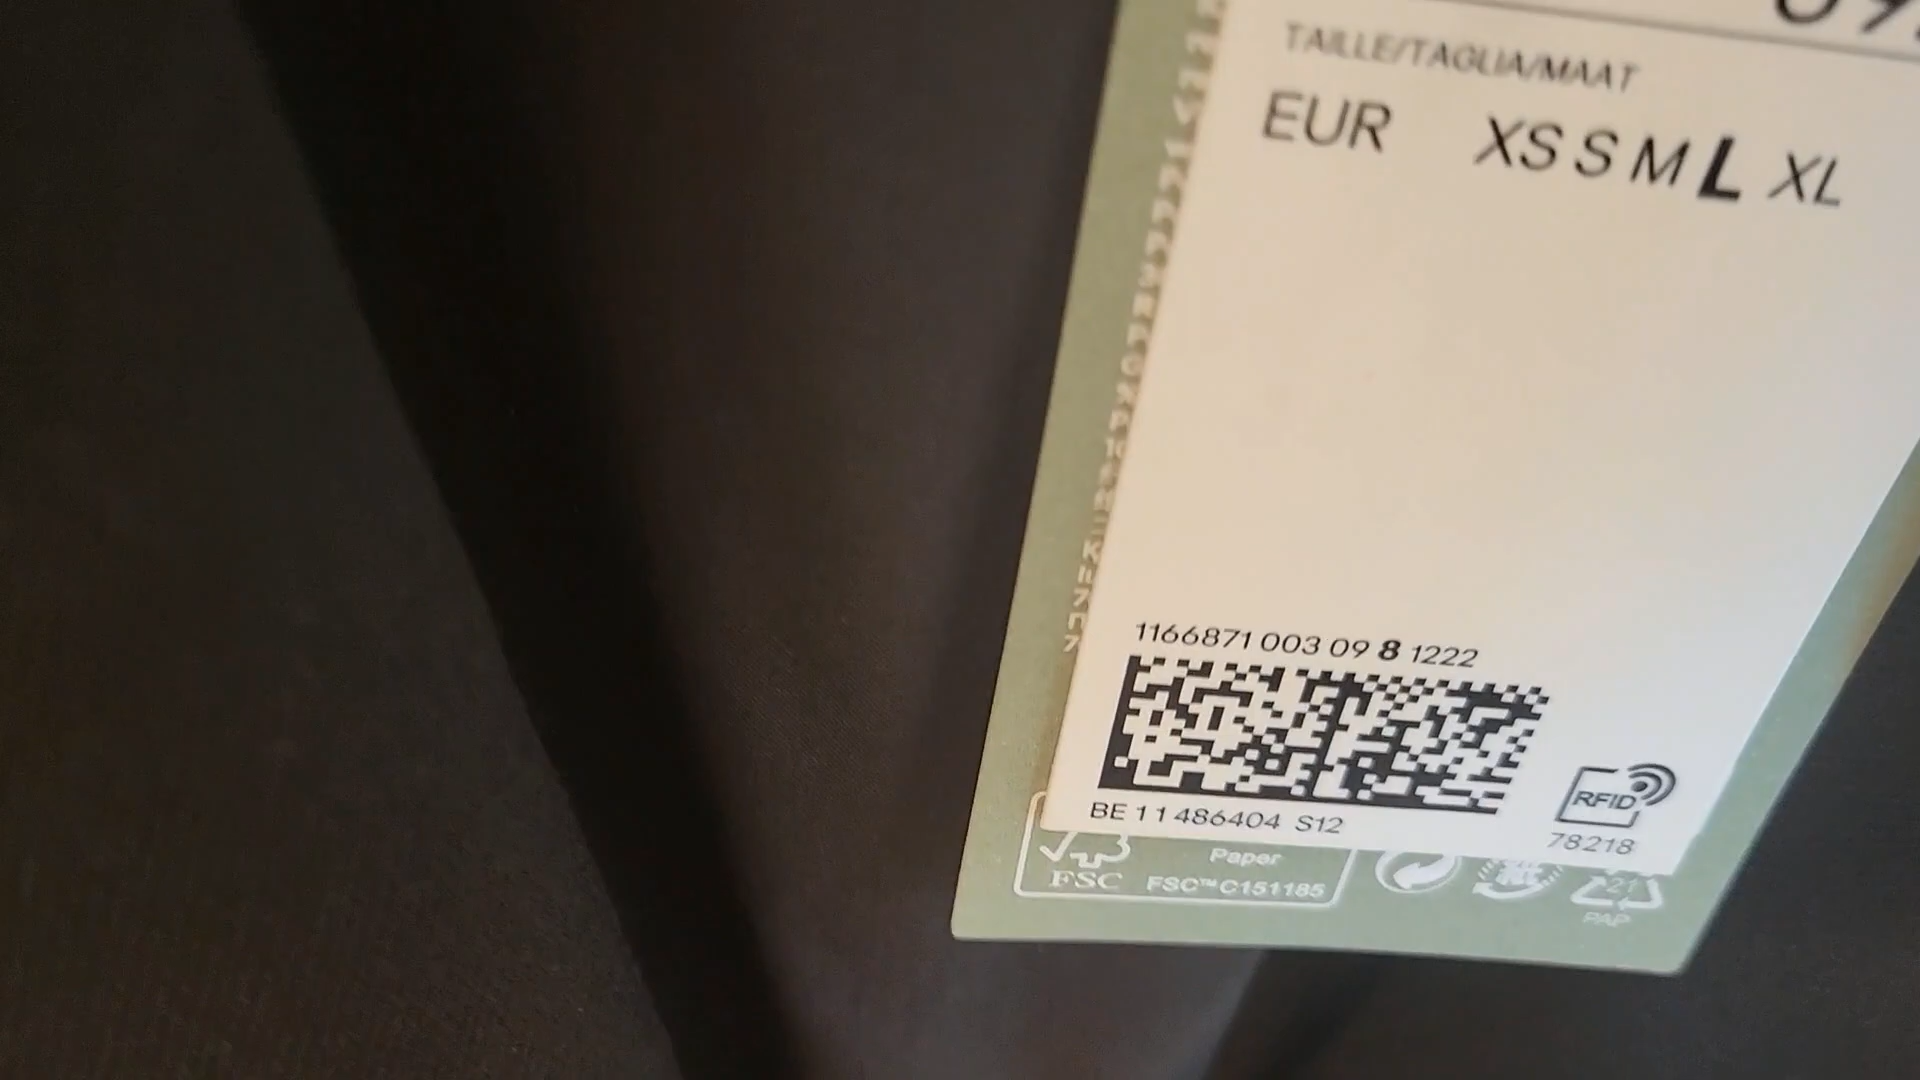 TAILLE/TAGLIA/MAAT
EUR XS S M L XL
1166871 003 09 8 1222
BE 11486404 S12
RFID
78218
FSC
Paper
FSC™ C151185
21
PAP